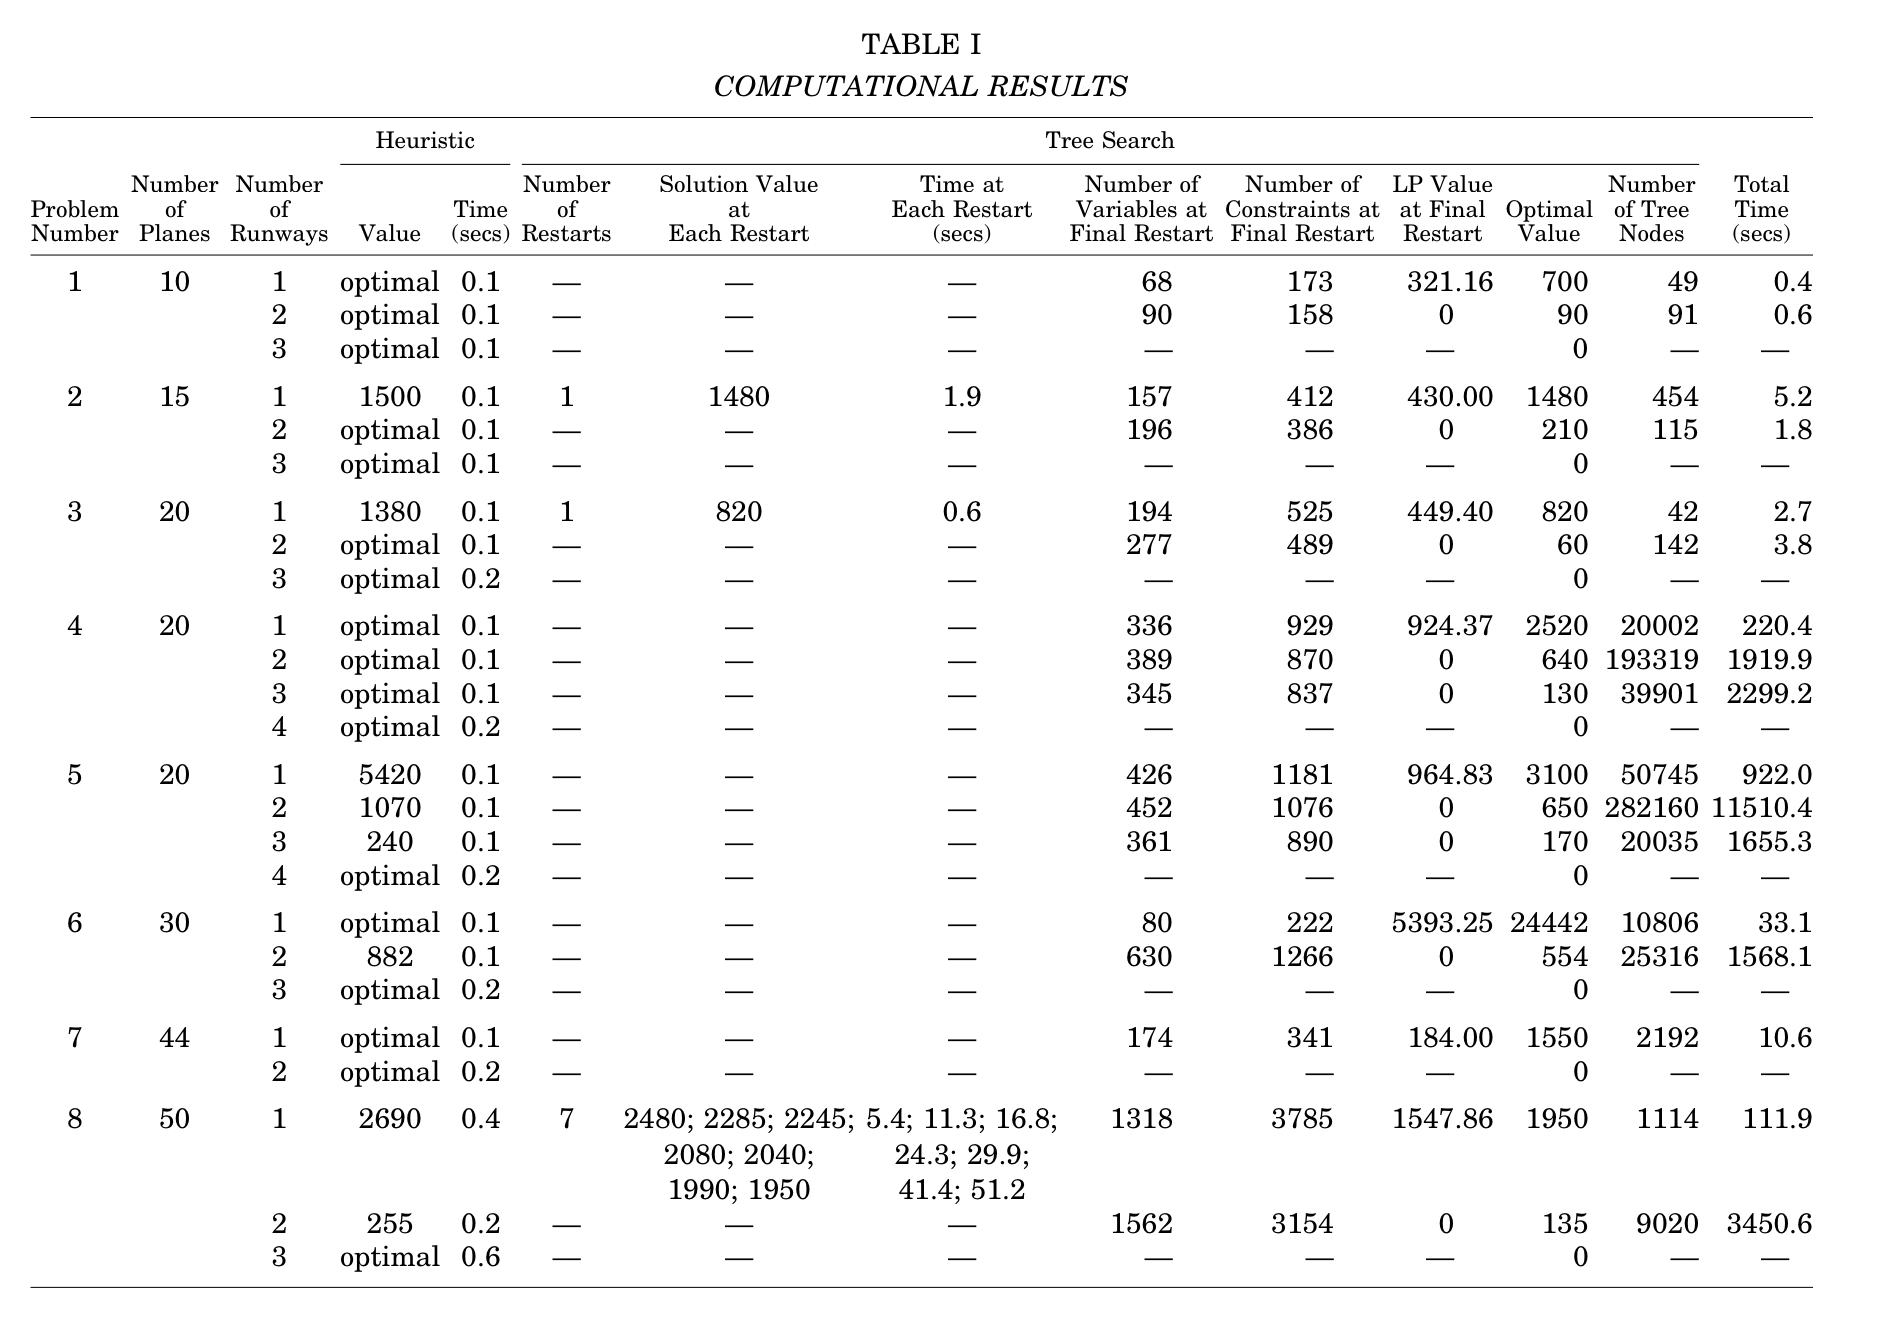 TABLE I
COMPUTATIONAL RESULTS
Heuristic Tree Search
Number Number Number Solution Value Time at Number of Number of LP Value Number Total
Problem of of Time of at Each Restart Variables at Constraints at at Final Optimal of Tree Time
Number Planes Runways Value (secs) Restarts Each Restart (secs) Final Restart Final Restart Restart Value Nodes (secs)
1 10 1 optimal 0.1 — — — 68 173 321.16 700 49 0.4
2 optimal 0.1 — — — 90 158 0 90 91 0.6
3 optimal 0.1 — — — — — — 0 — —
2 15 1 1500 0.1 1 1480 1.9 157 412 430.00 1480 454 5.2
2 optimal 0.1 — — — 196 386 0 210 115 1.8
3 optimal 0.1 — — — — — — 0 — —
3 20 1 1380 0.1 1 820 0.6 194 525 449.40 820 42 2.7
2 optimal 0.1 — — — 277 489 0 60 142 3.8
3 optimal 0.2 — — — — — — 0 — —
4 20 1 optimal 0.1 — — — 336 929 924.37 2520 20002 220.4
2 optimal 0.1 — — — 389 870 0 640 193319 1919.9
3 optimal 0.1 — — — 345 837 0 130 39901 2299.2
4 optimal 0.2 — — — — — — 0 — —
5 20 1 5420 0.1 — — — 426 1181 964.83 3100 50745 922.0
2 1070 0.1 — — — 452 1076 0 650 282160 11510.4
3 240 0.1 — — — 361 890 0 170 20035 1655.3
4 optimal 0.2 — — — — — — 0 — —
6 30 1 optimal 0.1 — — — 80 222 5393.25 24442 10806 33.1
2 882 0.1 — — — 630 1266 0 554 25316 1568.1
3 optimal 0.2 — — — — — — 0 — —
7 44 1 optimal 0.1 — — — 174 341 184.00 1550 2192 10.6
2 optimal 0.2 — — — — — — 0 — —
8 50 1 2690 0.4 7 2480; 2285; 2245; 5.4; 11.3; 16.8; 1318 3785 1547.86 1950 1114 111.9
2080; 2040; 24.3; 29.9;
1990; 1950 41.4; 51.2
2 255 0.2 — — — 1562 3154 0 135 9020 3450.6
3 optimal 0.6 — — — — — — 0 — —